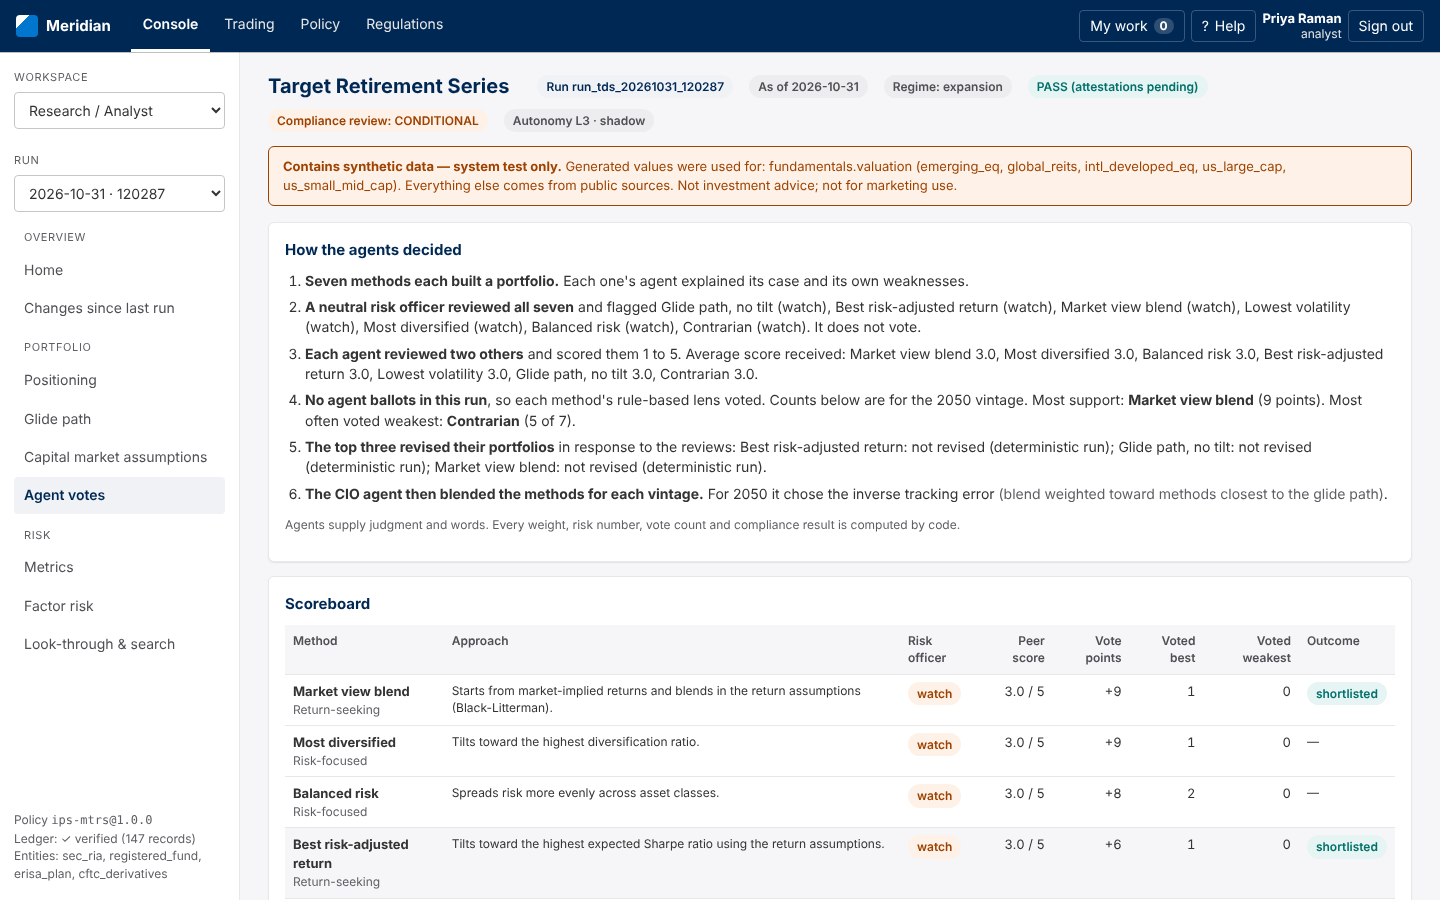 Meridian
Console
Trading
Policy
Regulations
My work 0
? Help
Priya Raman
analyst
Sign out
WORKSPACE
Research / Analyst
RUN
2026-10-31 · 120287
OVERVIEW
Home
Changes since last run
PORTFOLIO
Positioning
Glide path
Capital market assumptions
Agent votes
RISK
Metrics
Factor risk
Look-through & search
Policy ips-mtrs@1.0.0
Ledger: ✓ verified (147 records)
Entities: sec_ria, registered_fund,
erisa_plan, cftc_derivatives
Target Retirement Series
Run run_tds_20261031_120287
As of 2026-10-31
Regime: expansion
PASS (attestations pending)
Compliance review: CONDITIONAL
Autonomy L3 · shadow
Contains synthetic data — system test only. Generated values were used for: fundamentals.valuation (emerging_eq, global_reits, intl_developed_eq, us_large_cap,
us_small_mid_cap). Everything else comes from public sources. Not investment advice; not for marketing use.
How the agents decided
1. Seven methods each built a portfolio. Each one's agent explained its case and its own weaknesses.
2. A neutral risk officer reviewed all seven and flagged Glide path, no tilt (watch), Best risk-adjusted return (watch), Market view blend (watch), Lowest volatility
(watch), Most diversified (watch), Balanced risk (watch), Contrarian (watch). It does not vote.
3. Each agent reviewed two others and scored them 1 to 5. Average score received: Market view blend 3.0, Most diversified 3.0, Balanced risk 3.0, Best risk-adjusted
return 3.0, Lowest volatility 3.0, Glide path, no tilt 3.0, Contrarian 3.0.
4. No agent ballots in this run, so each method's rule-based lens voted. Counts below are for the 2050 vintage. Most support: Market view blend (9 points). Most
often voted weakest: Contrarian (5 of 7).
5. The top three revised their portfolios in response to the reviews: Best risk-adjusted return: not revised (deterministic run); Glide path, no tilt: not revised
(deterministic run); Market view blend: not revised (deterministic run).
6. The CIO agent then blended the methods for each vintage. For 2050 it chose the inverse tracking error (blend weighted toward methods closest to the glide path).
Agents supply judgment and words. Every weight, risk number, vote count and compliance result is computed by code.
Scoreboard
Method
Approach
Risk
officer
Peer
score
Vote
points
Voted
best
Voted
weakest
Outcome
Market view blend
Return-seeking
Starts from market-implied returns and blends in the return assumptions
(Black-Litterman).
watch
3.0 / 5
+9
1
0
shortlisted
Most diversified
Risk-focused
Tilts toward the highest diversification ratio.
watch
3.0 / 5
+9
1
0
—
Balanced risk
Risk-focused
Spreads risk more evenly across asset classes.
watch
3.0 / 5
+8
2
0
—
Best risk-adjusted
return
Return-seeking
Tilts toward the highest expected Sharpe ratio using the return assumptions.
watch
3.0 / 5
+6
1
0
shortlisted